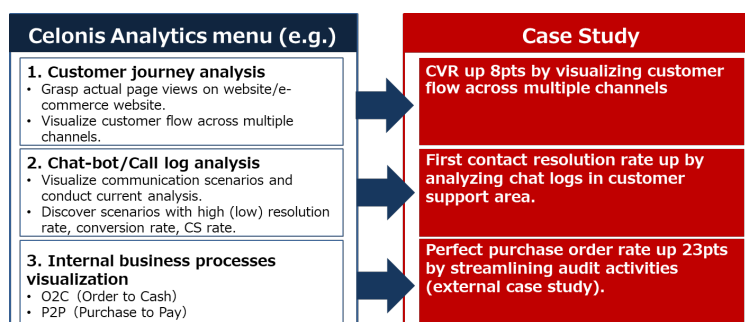 Celonis Analytics menu (e.g.)
1. Customer journey analysis
• Grasp actual page views on website/e-
commerce website.
• Visualize customer flow across multiple
channels.
2. Chat-bot/Call log analysis
• Visualize communication scenarios and
conduct current analysis.
• Discover scenarios with high (low) resolution
rate, conversion rate, CS rate.
3. Internal business processes
visualization
• O2C（Order to Cash）
• P2P（Purchase to Pay）
Case Study
CVR up 8pts by visualizing customer
flow across multiple channels
First contact resolution rate up by
analyzing chat logs in customer
support area.
Perfect purchase order rate up 23pts
by streamlining audit activities
(external case study).